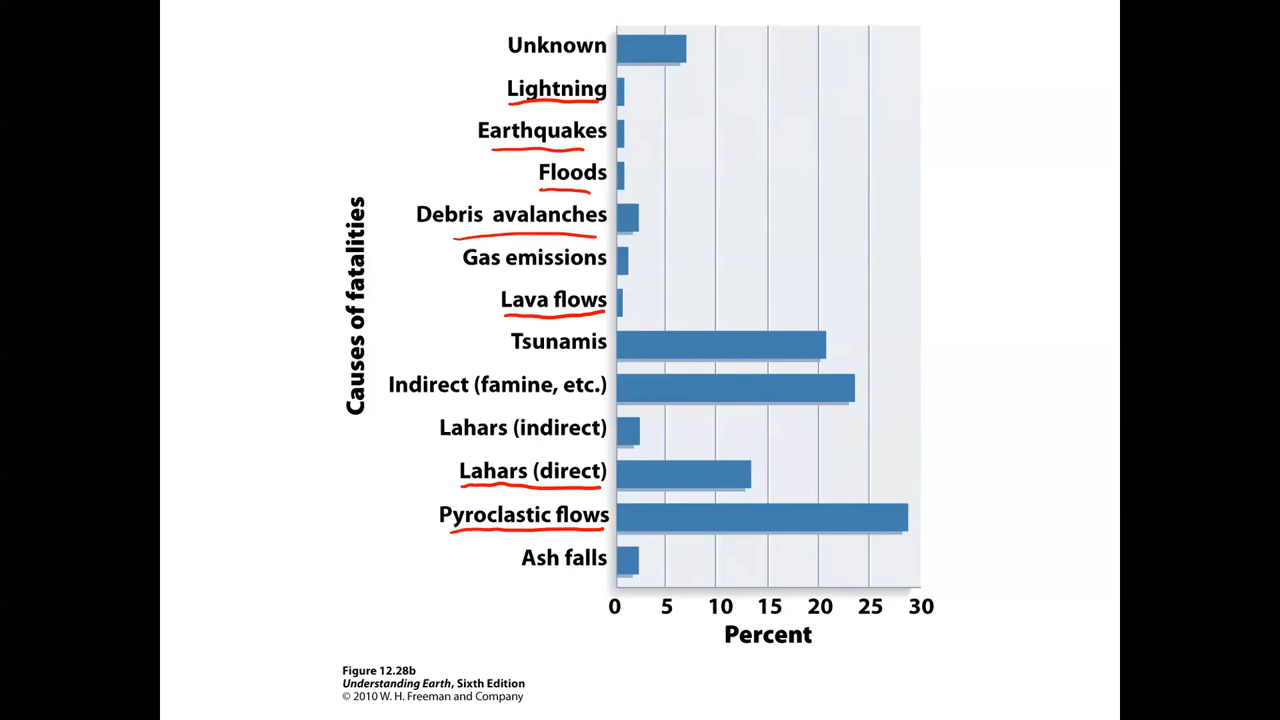 Unknown
Lightning
Earthquakes
Floods
Debris avalanches
Gas emissions
Lava flows
Tsunamis
Indirect (famine, etc.)
Lahars (indirect)
Lahars (direct)
Pyroclastic flows
Ash falls
Causes of fatalities
0 5 10 15 20 25 30
Percent
Figure 12.28b
Understanding Earth, Sixth Edition
© 2010 W. H. Freeman and Company